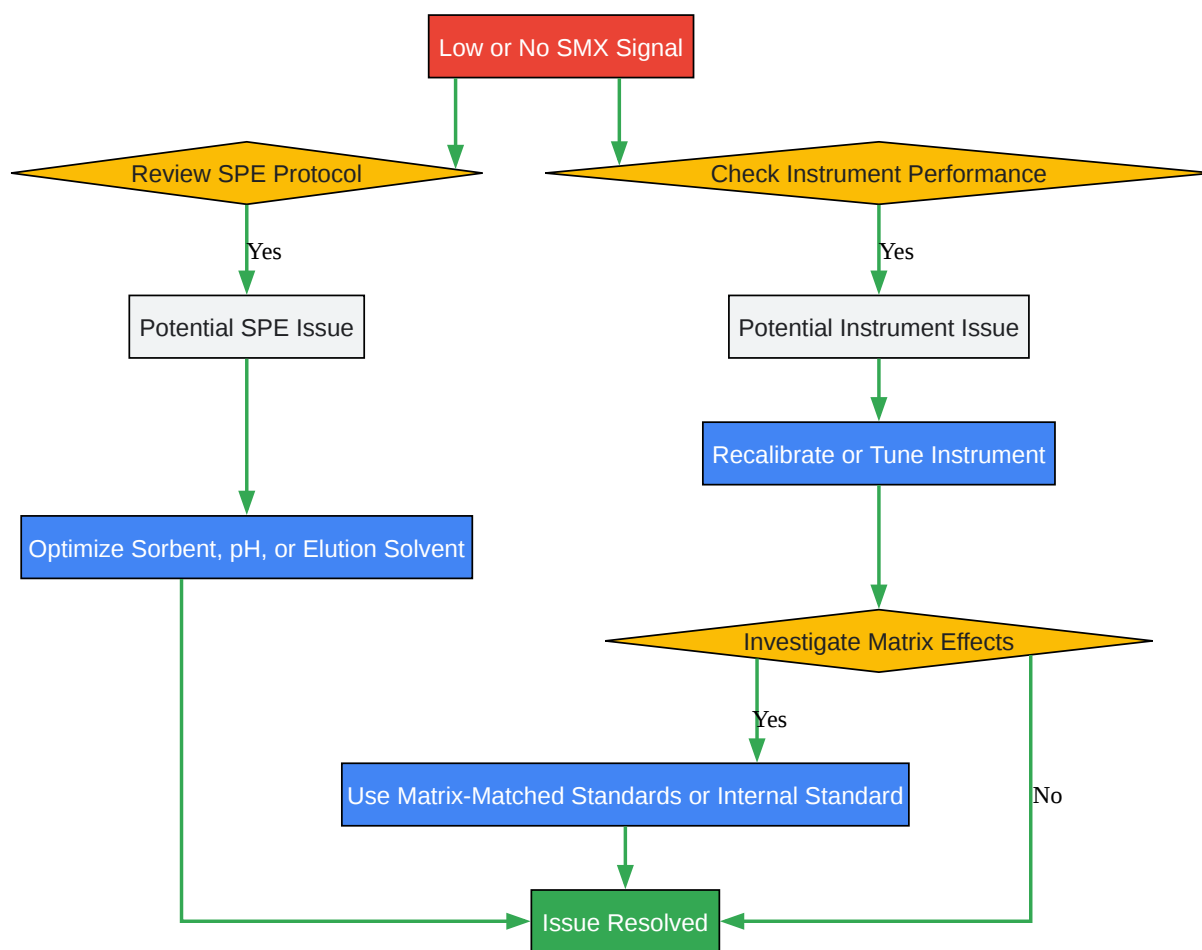 Low or No SMX Signal
Review SPE Protocol
Check Instrument Performance
Yes
Yes
Potential SPE Issue
Potential Instrument Issue
Recalibrate or Tune Instrument
Optimize Sorbent, pH, or Elution Solvent
Investigate Matrix Effects
Yes
Use Matrix-Matched Standards or Internal Standard
No
Issue Resolved